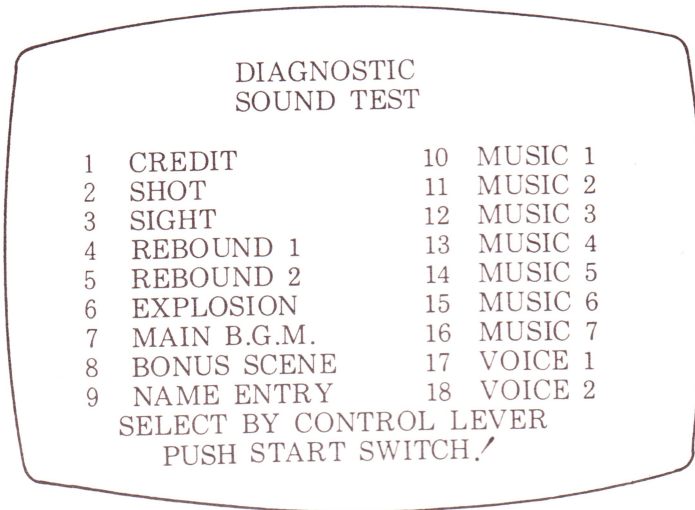 DIAGNOSTIC
SOUND TEST
1 CREDIT 10 MUSIC 1
2 SHOT 11 MUSIC 2
3 SIGHT 12 MUSIC 3
4 REBOUND 1 13 MUSIC 4
5 REBOUND 2 14 MUSIC 5
6 EXPLOSION 15 MUSIC 6
7 MAIN B.G.M. 16 MUSIC 7
8 BONUS SCENE 17 VOICE 1
9 NAME ENTRY 18 VOICE 2
SELECT BY CONTROL LEVER
PUSH START SWITCH.!